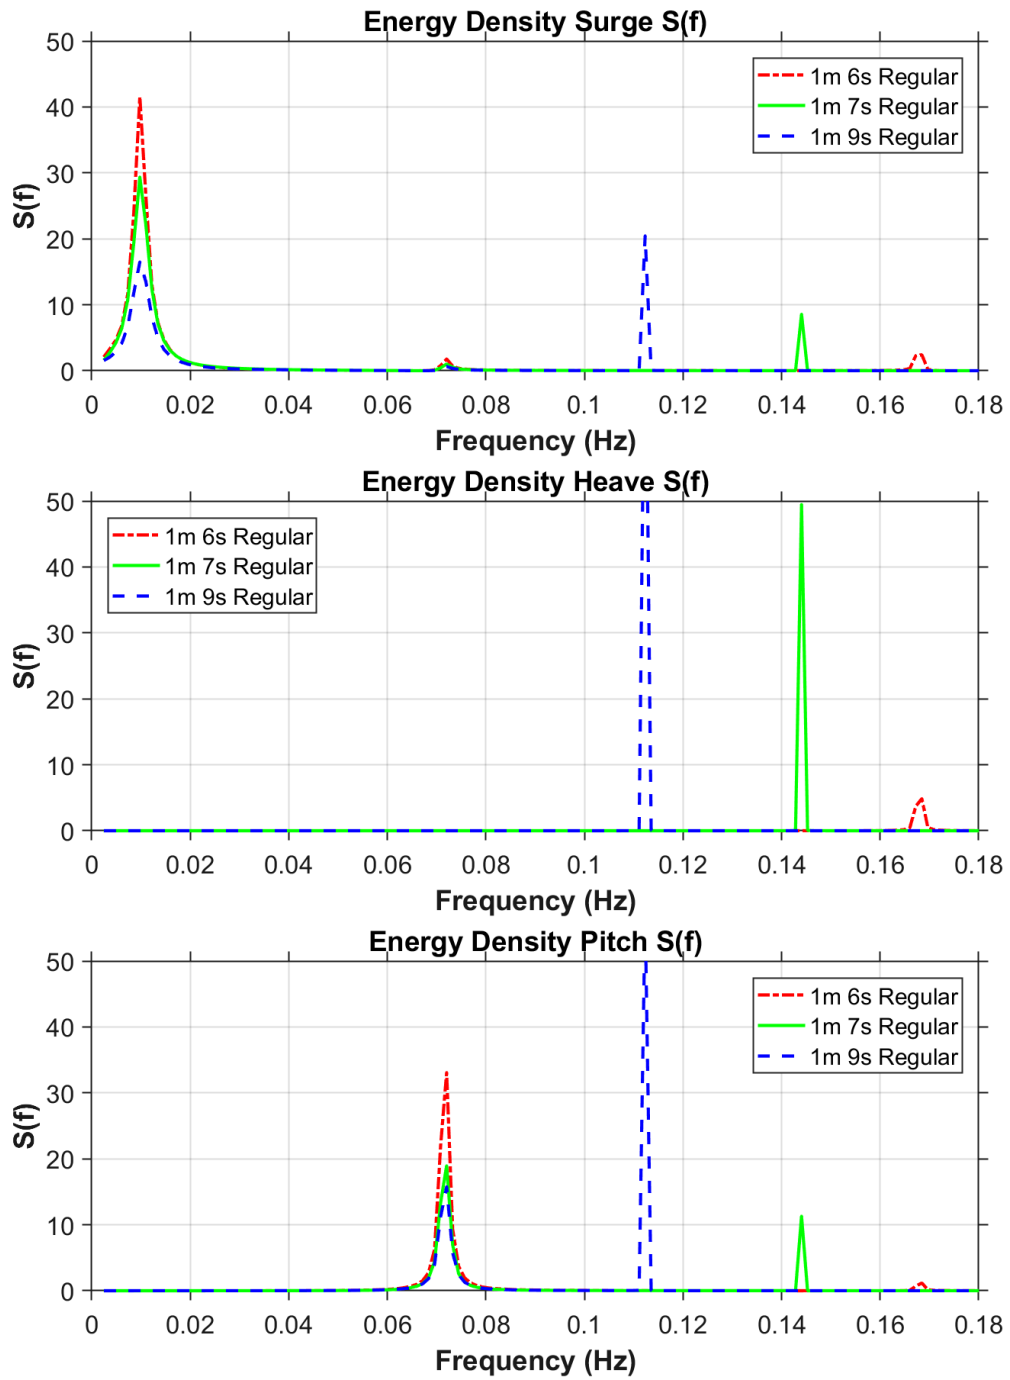 Energy Density Surge S(f)
50
40
30
20
10
0
S(f)
1m 6s Regular
1m 7s Regular
1m 9s Regular
0 0.02 0.04 0.06 0.08 0.1 0.12 0.14 0.16 0.18
Frequency (Hz)
Energy Density Heave S(f)
50
40
30
20
10
0
S(f)
1m 6s Regular
1m 7s Regular
1m 9s Regular
0 0.02 0.04 0.06 0.08 0.1 0.12 0.14 0.16 0.18
Frequency (Hz)
Energy Density Pitch S(f)
50
40
30
20
10
0
S(f)
1m 6s Regular
1m 7s Regular
1m 9s Regular
0 0.02 0.04 0.06 0.08 0.1 0.12 0.14 0.16 0.18
Frequency (Hz)